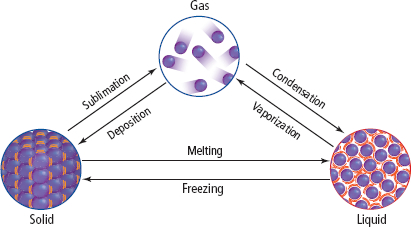 Gas
Sublimation
Deposition
Condensation
Vaporization
Melting
Freezing
Solid
Liquid